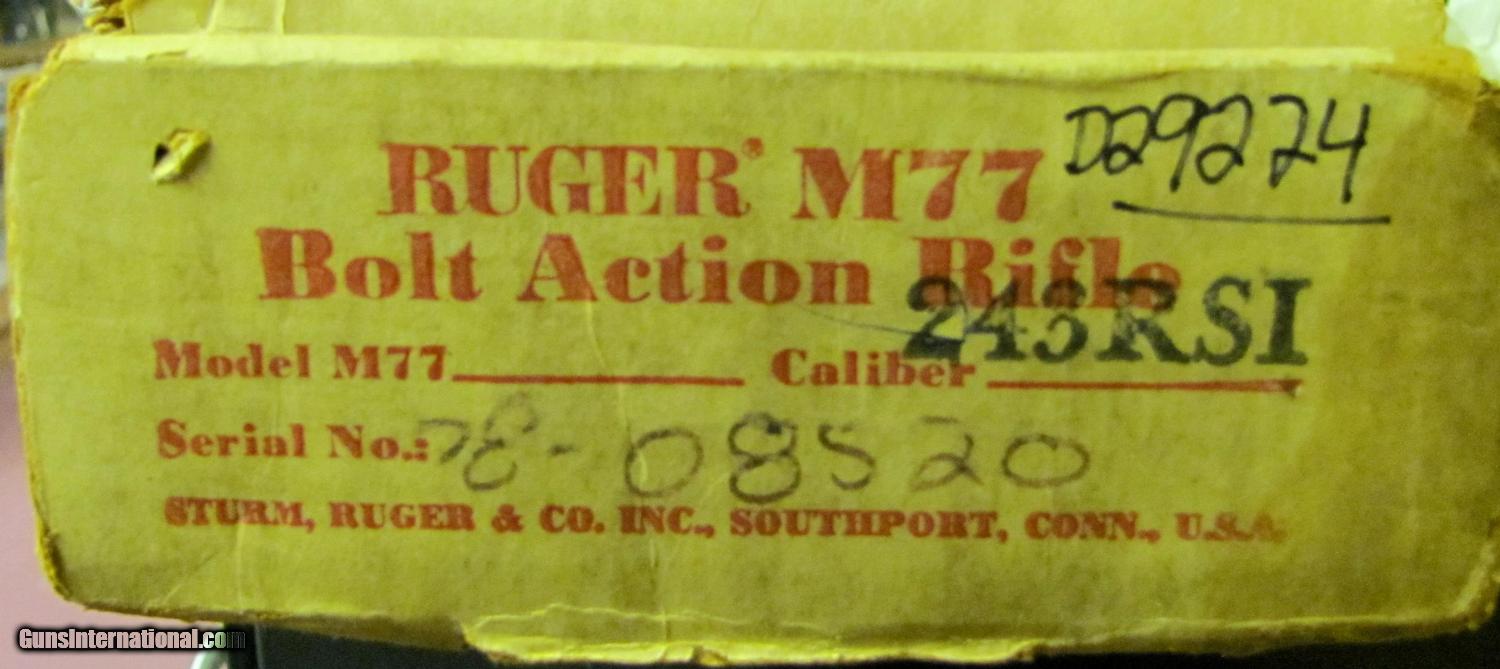 RUGER® M77 D29224
Bolt Action Rifle
243RSI
Model M77 Caliber
Serial No.: 78-08520
STURM, RUGER & CO. INC., SOUTHPORT, CONN., U.S.A.
GunsInternational.com